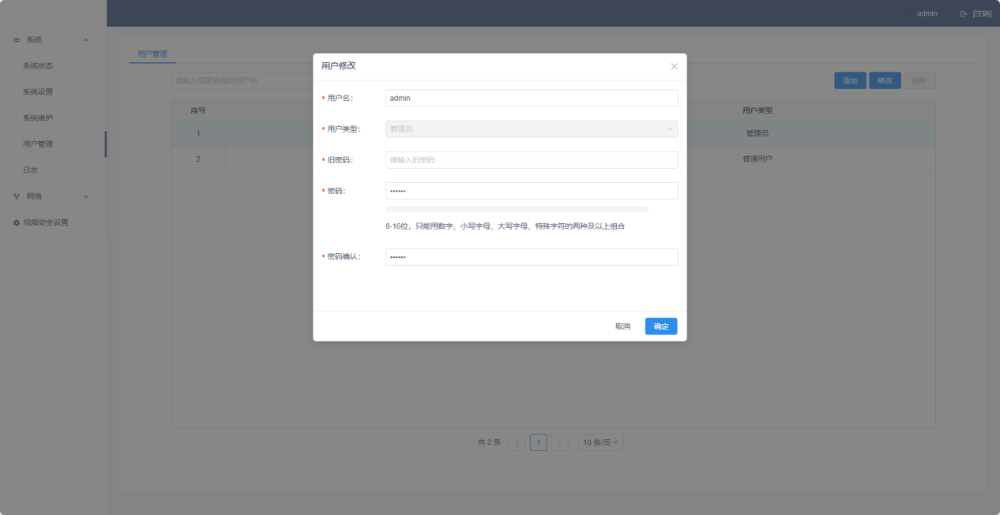 admin
[注销]
系统
系统状态
系统设置
系统维护
用户管理
日志
网络
视频安全设置
用户管理
请输入需要查询的用户名
添加
修改
删除
序号
用户类型
1
管理员
2
普通用户
共 2 条
1
10 条/页
用户修改
* 用户名：
admin
* 用户类型：
管理员
* 旧密码：
请输入旧密码
* 密码：
••••••
8-16位，只能用数字、小写字母、大写字母、特殊字符的两种及以上组合
* 密码确认：
••••••
取消
确定